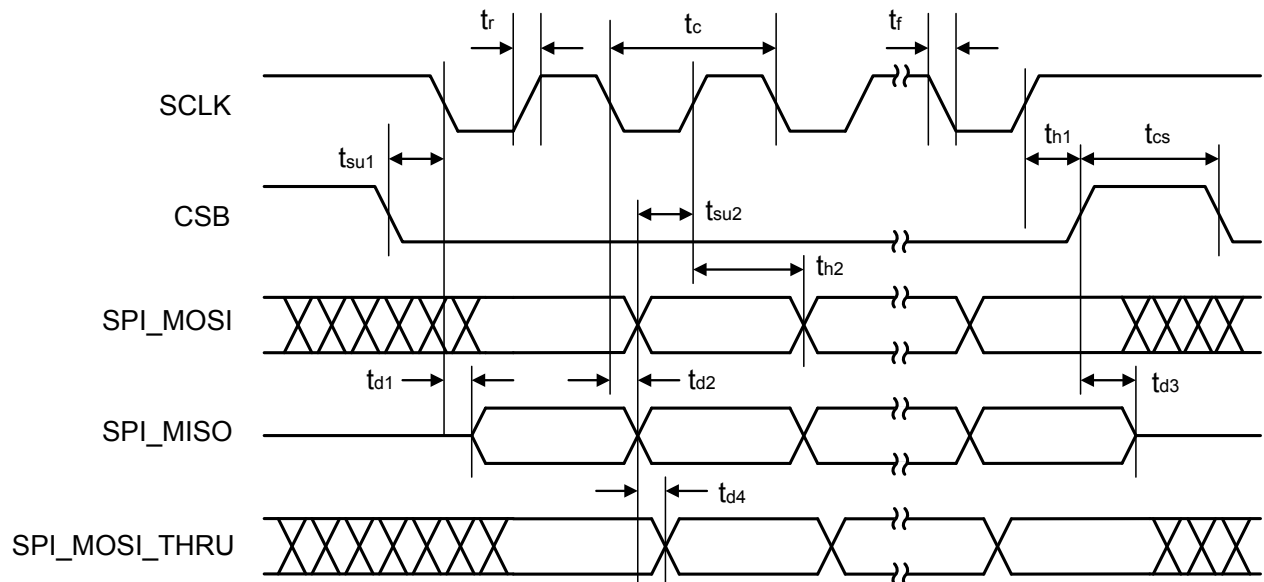 tr
tc
tf
SCLK
tsu1
th1
tcs
CSB
tsu2
th2
SPI_MOSI
td1
td2
td3
SPI_MISO
td4
SPI_MOSI_THRU